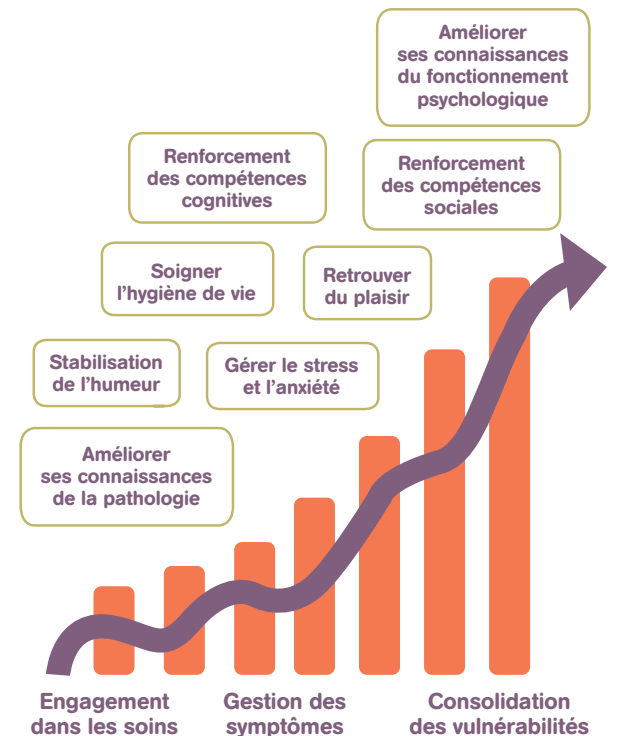 Améliorer
ses connaissances
du fonctionnement
psychologique
Renforcement
des compétences
cognitives
Renforcement
des compétences
sociales
Soigner
l’hygiène de vie
Retrouver
du plaisir
Stabilisation
de l’humeur
Gérer le stress
et l’anxiété
Améliorer
ses connaissances
de la pathologie
Engagement
dans les soins
Gestion des
symptômes
Consolidation
des vulnérabilités